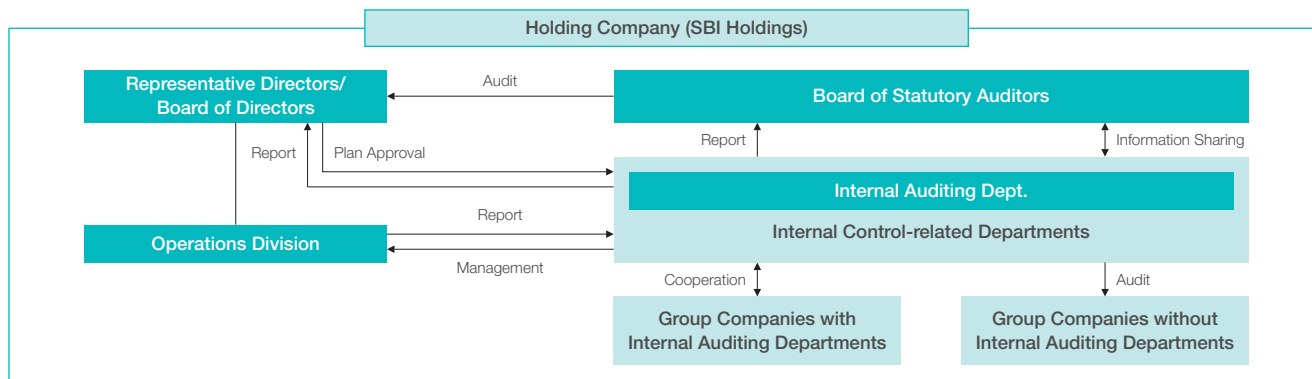 Holding Company (SBI Holdings)
Representative Directors/
Board of Directors
Audit
Board of Statutory Auditors
Report
Plan Approval
Report
Information Sharing
Internal Auditing Dept.
Internal Control-related Departments
Operations Division
Report
Management
Cooperation
Audit
Group Companies with
Internal Auditing Departments
Group Companies without
Internal Auditing Departments